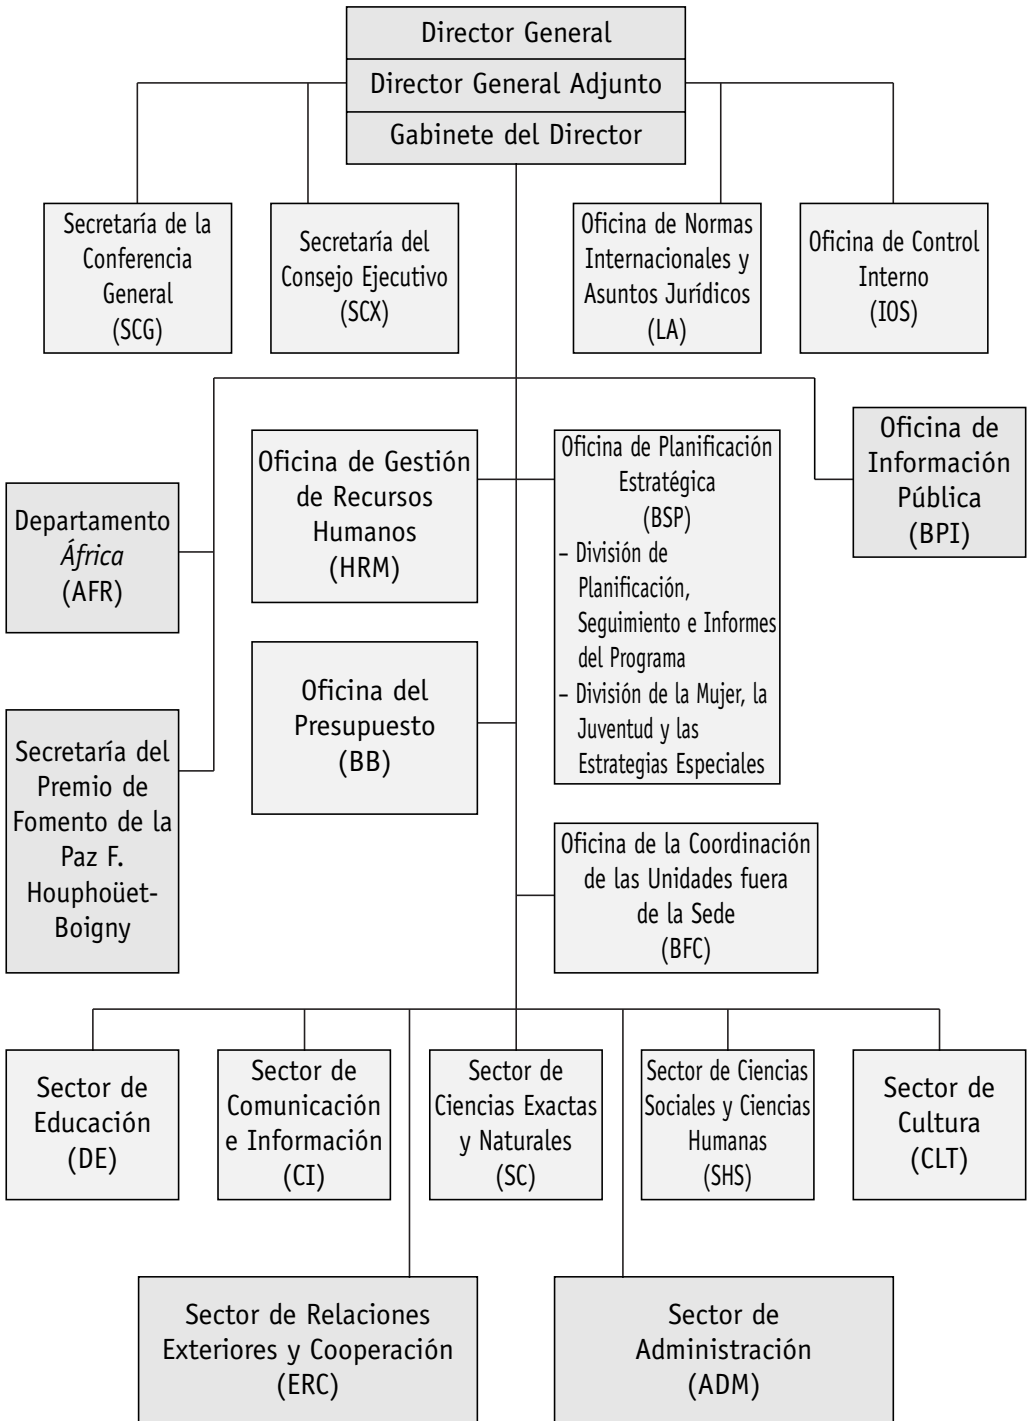 Director General
Director General Adjunto
Gabinete del Director
Secretaría de la
Conferencia
General
(SCG)
Secretaría del
Consejo Ejecutivo
(SCX)
Oficina de Normas
Internacionales y
Asuntos Jurídicos
(LA)
Oficina de Control
Interno
(IOS)
Departamento
África
(AFR)
Oficina de Gestión
de Recursos
Humanos
(HRM)
Oficina de Planificación
Estratégica
(BSP)
– División de
Planificación,
Seguimiento e Informes
del Programa
– División de la Mujer, la
Juventud y las
Estrategias Especiales
Oficina de
Información
Pública
(BPI)
Secretaría del
Premio de
Fomento de la
Paz F.
Houphoüet-
Boigny
Oficina del
Presupuesto
(BB)
Oficina de la Coordinación
de las Unidades fuera
de la Sede
(BFC)
Sector de
Educación
(DE)
Sector de
Comunicación
e Información
(CI)
Sector de
Ciencias Exactas
y Naturales
(SC)
Sector de Ciencias
Sociales y Ciencias
Humanas
(SHS)
Sector de
Cultura
(CLT)
Sector de Relaciones
Exteriores y Cooperación
(ERC)
Sector de
Administración
(ADM)